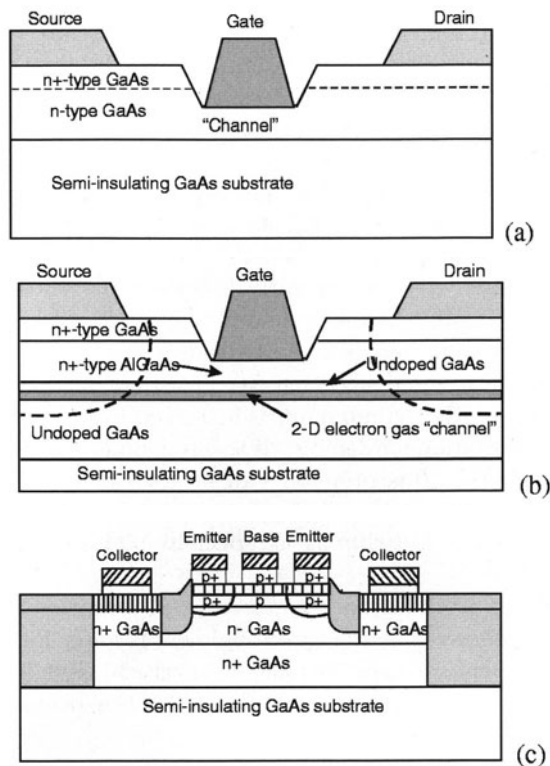 Source Gate Drain
n+-type GaAs
n-type GaAs
"Channel"
Semi-insulating GaAs substrate
(a)
Source Gate Drain
n+-type GaAs
n+-type AlGaAs Undoped GaAs
2-D electron gas "channel"
Undoped GaAs
Semi-insulating GaAs substrate
(b)
Emitter Base Emitter
Collector Collector
p+ p+ p+
p+ p p+
n+ GaAs n- GaAs n+ GaAs
n+ GaAs
Semi-insulating GaAs substrate
(c)